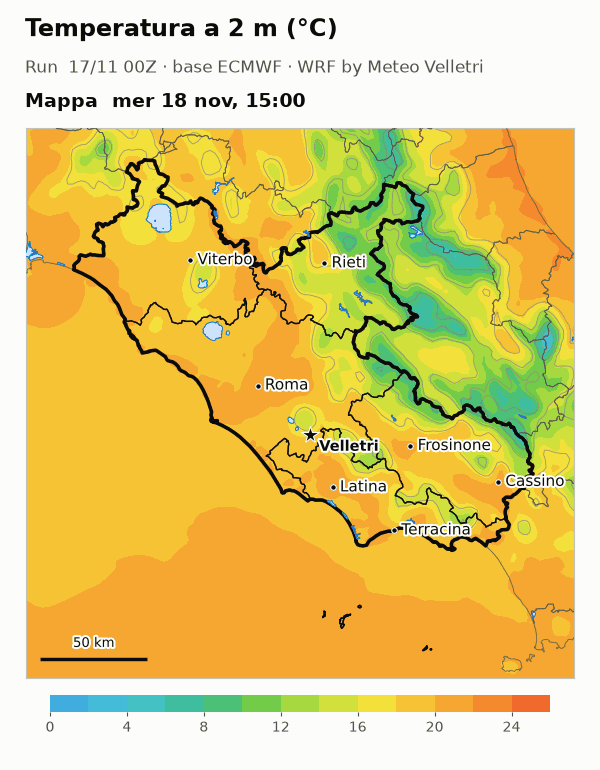 Temperatura a 2 m (°C)
Run  17/11 00Z · base ECMWF · WRF by Meteo Velletri
Mappa  mer 18 nov, 15:00
Viterbo
Rieti
Roma
Velletri
Frosinone
Latina
Cassino
Terracina
50 km
0 4 8 12 16 20 24